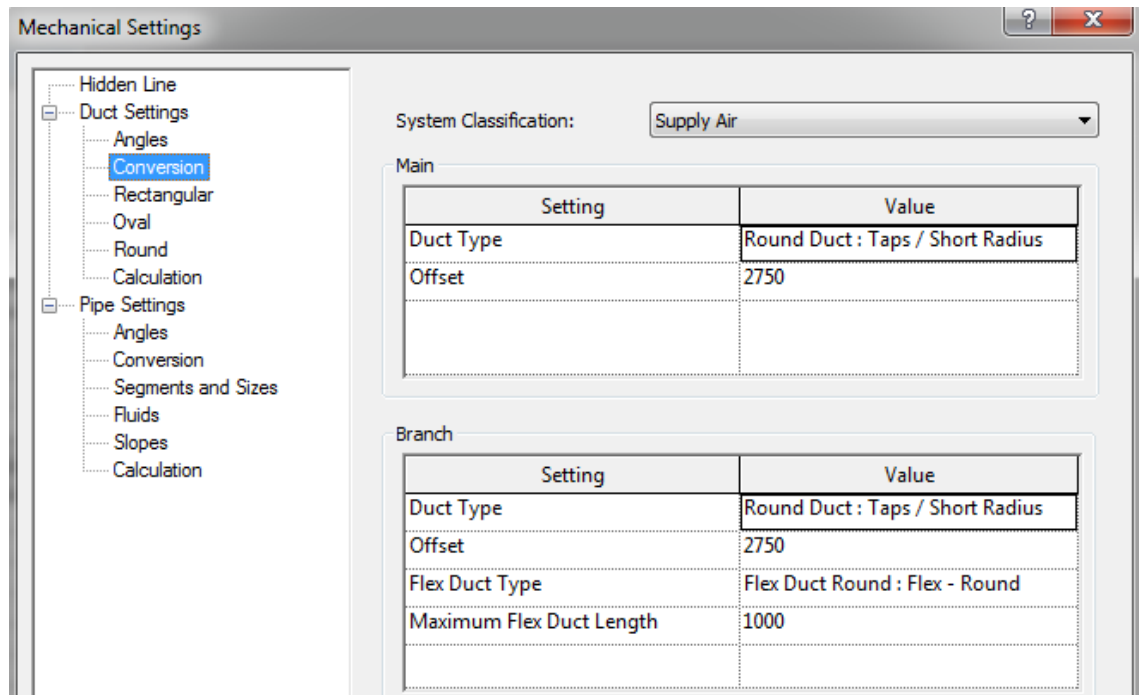 Mechanical Settings
Hidden Line
Duct Settings
Angles
Conversion
Rectangular
Oval
Round
Calculation
Pipe Settings
Angles
Conversion
Segments and Sizes
Fluids
Slopes
Calculation
System Classification: Supply Air
Main
Setting Value
Duct Type Round Duct : Taps / Short Radius
Offset 2750
Branch
Setting Value
Duct Type Round Duct : Taps / Short Radius
Offset 2750
Flex Duct Type Flex Duct Round : Flex - Round
Maximum Flex Duct Length 1000